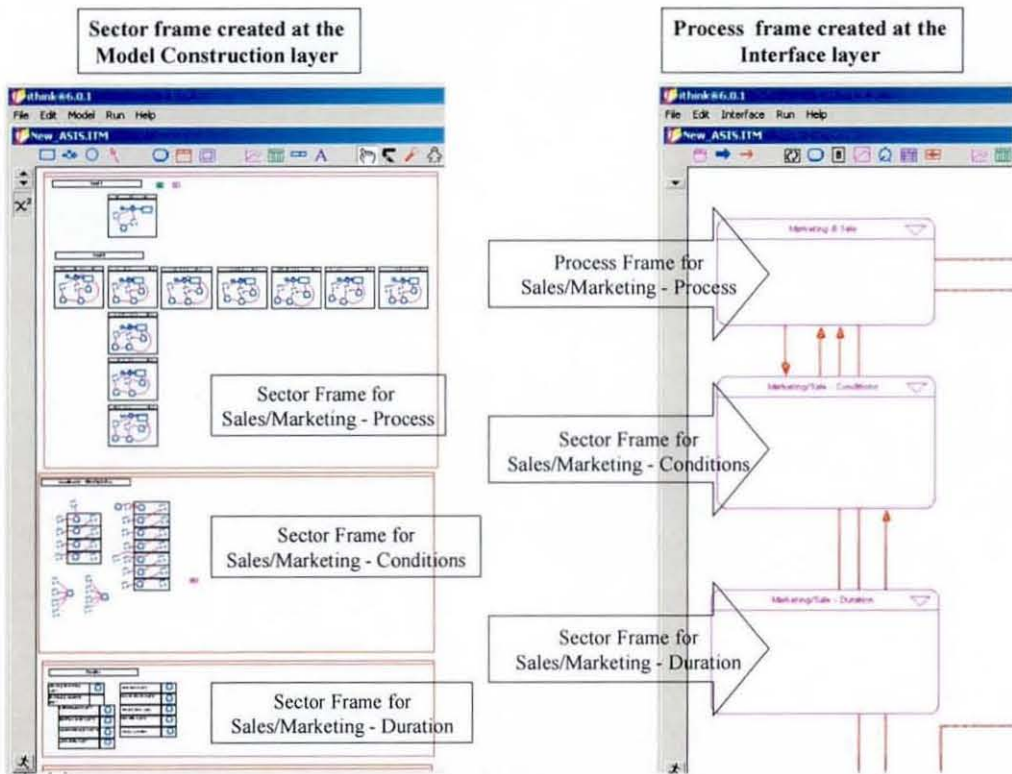 Sector frame created at the
Model Construction layer
Process frame created at the
Interface layer
ithink®6.0.1
File Edit Model Run Help
New_ASIS.ITM
A
χ²
Sector Frame for
Sales/Marketing - Process
Sector Frame for
Sales/Marketing - Conditions
Sector Frame for
Sales/Marketing - Duration
ithink®6.0.1
File Edit Interface Run Help
New_ASIS.ITM
Marketing & Sale
Process Frame for
Sales/Marketing - Process
Marketing/Sale - Conditions
Sector Frame for
Sales/Marketing - Conditions
Marketing/Sale - Duration
Sector Frame for
Sales/Marketing - Duration